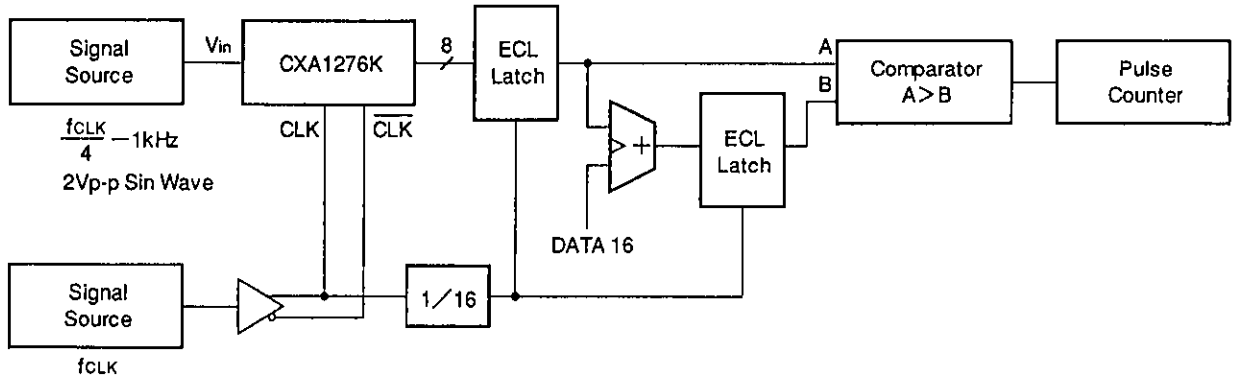 Signal
Source
Vin
CXA1276K
8
ECL
Latch
A
B
Comparator
A>B
Pulse
Counter
fCLK/4 — 1kHz
2Vp-p Sin Wave
CLK
C̅L̅K̅
+
ECL
Latch
DATA 16
Signal
Source
1/16
fCLK